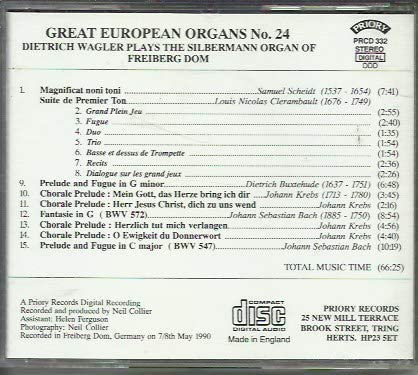 GREAT EUROPEAN ORGANS No. 24
DIETRICH WAGLER PLAYS THE SILBERMANN ORGAN OF
FREIBERG DOM
PRIORY
PRCD 332
STEREO
DIGITAL
DDD
1. Magnificat noni toni Samuel Scheidt (1537 - 1654) (7:41)
Suite de Premier Ton Louis Nicolas Clerambault (1676 - 1749)
2. Grand Plein Jeu (2:55)
3. Fugue (2:40)
4. Duo (1:35)
5. Trio (1:54)
6. Basse et dessus de Trompette (1:54)
7. Recits (2:36)
8. Dialogue sur les grand jeux (2:26)
9. Prelude and Fugue in G minor Dietrich Buxtehude (1637 - 1751) (6:48)
10. Chorale Prelude : Mein Gott, das Herze bring ich dir Johann Krebs (1713 - 1780) (3:45)
11. Chorale Prelude : Herr Jesus Christ, dich zu uns wend Johann Krebs (2:16)
12. Fantasie in G ( BWV 572) Johann Sebastian Bach (1885 - 1750) (8:54)
13. Chorale Prelude : Herzlich tut mich verlangen Johann Krebs (4:56)
14. Chorale Prelude : O Ewigkeit du Donnerwort Johann Krebs (4:30)
15. Prelude and Fugue in C major ( BWV 547) Johann Sebastian Bach (10:19)
TOTAL MUSIC TIME (66:25)
A Priory Records Digital Recording
Recorded and produced by Neil Collier
Assistant: Helen Ferguson
Photography: Neil Collier
Recorded in Freiberg Dom, Germany on 7/8th May 1990
COMPACT
disc
DIGITAL AUDIO
Made in England
PRIORY RECORDS
25 NEW MILL TERRACE
BROOK STREET, TRING
HERTS. HP23 5ET